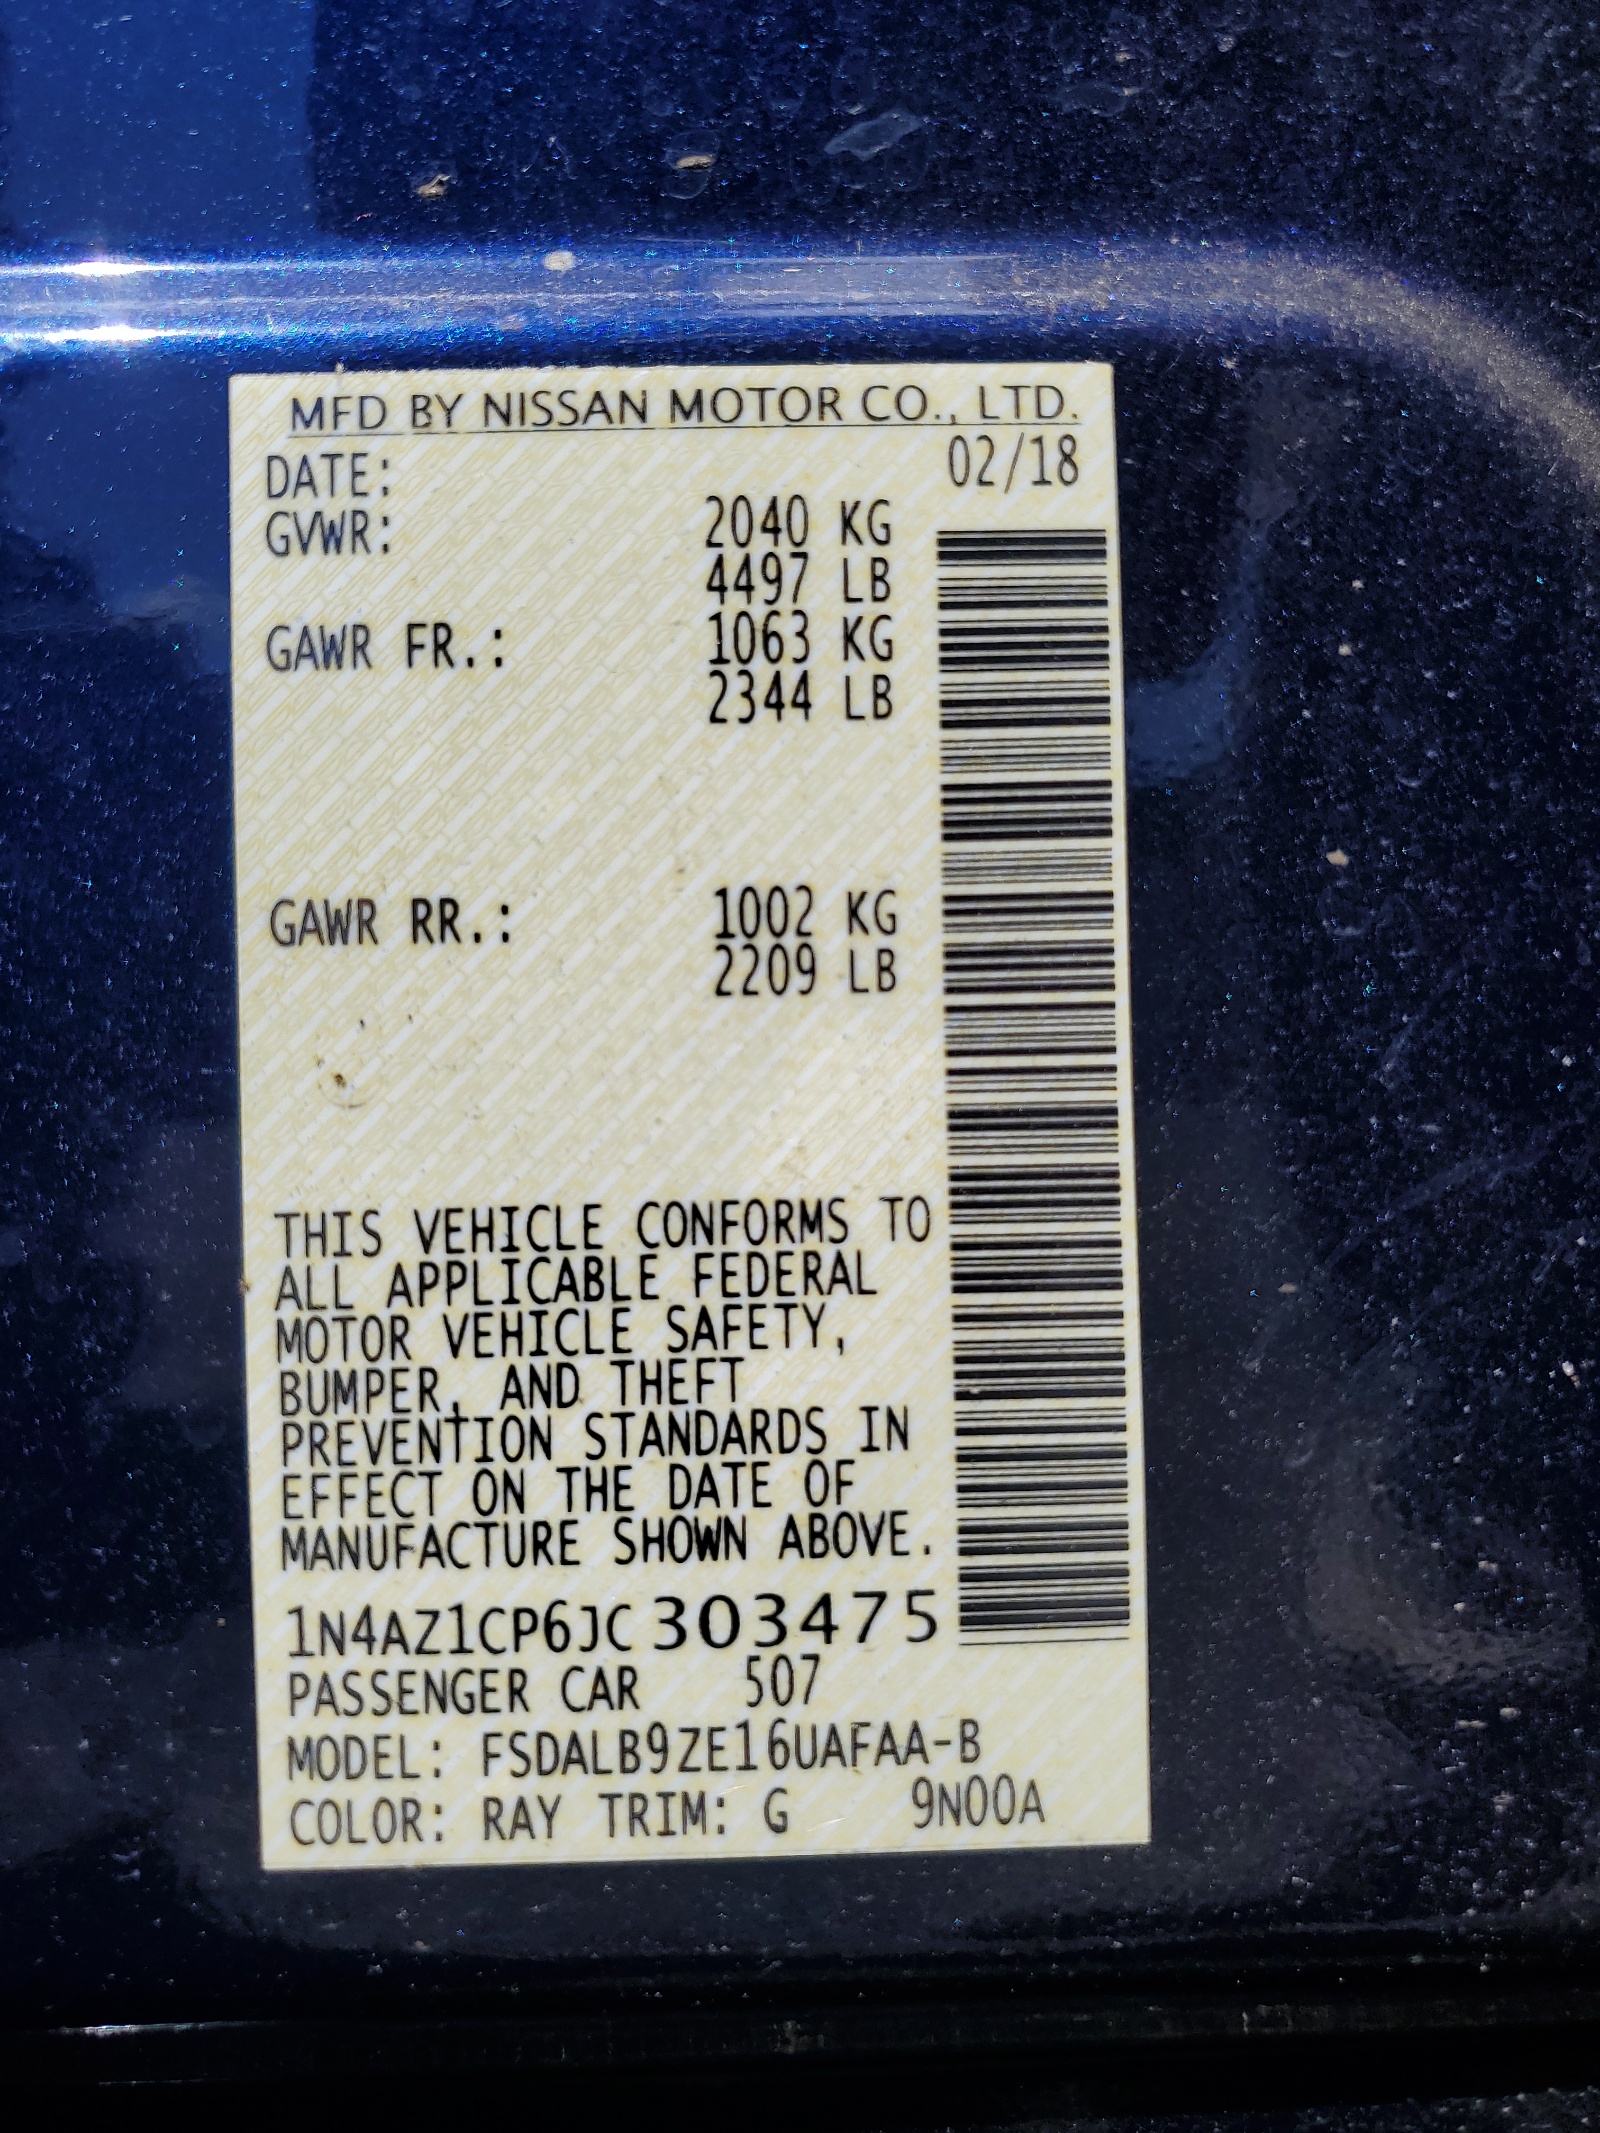 MFD BY NISSAN MOTOR CO., LTD.
DATE: 02/18
GVWR: 2040 KG
4497 LB
GAWR FR.: 1063 KG
2344 LB
GAWR RR.: 1002 KG
2209 LB
THIS VEHICLE CONFORMS TO
ALL APPLICABLE FEDERAL
MOTOR VEHICLE SAFETY,
BUMPER, AND THEFT
PREVENTION STANDARDS IN
EFFECT ON THE DATE OF
MANUFACTURE SHOWN ABOVE.
1N4AZ1CP6JC303475
PASSENGER CAR 507
MODEL: FSDALB9ZE16UAFAA-B
COLOR: RAY TRIM: G 9N00A